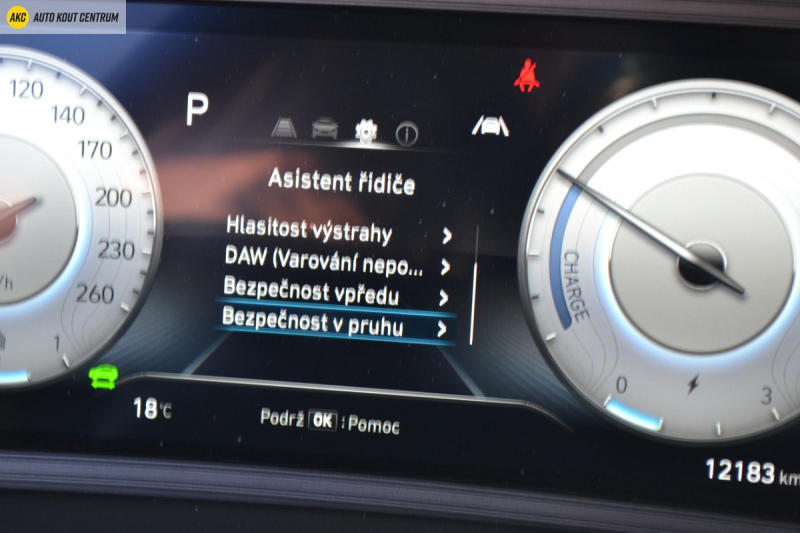 AKC AUTO KOUT CENTRUM
120
140
170
200
230
260
1
P
Asistent řidiče
Hlasitost výstrahy
DAW (Varování nepo...
Bezpečnost vpředu
Bezpečnost v pruhu
18°C
Podrž OK : Pomoc
CHARGE
0
3
12183 km